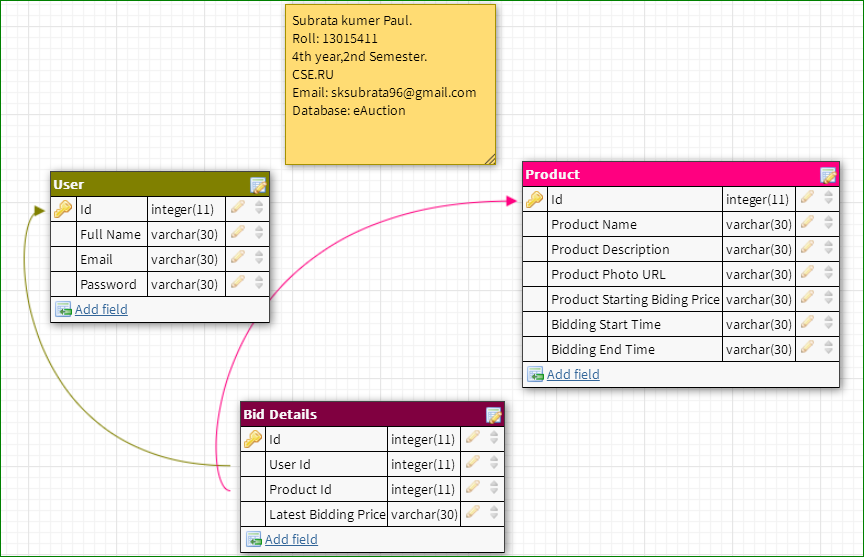 Subrata kumer Paul.
Roll: 13015411
4th year,2nd Semester.
CSE.RU
Email: sksubrata96@gmail.com
Database: eAuction
User
Id integer(11)
Full Name varchar(30)
Email varchar(30)
Password varchar(30)
Add field
Product
Id integer(11)
Product Name varchar(30)
Product Description varchar(30)
Product Photo URL varchar(30)
Product Starting Biding Price varchar(30)
Bidding Start Time varchar(30)
Bidding End Time varchar(30)
Add field
Bid Details
Id integer(11)
User Id integer(11)
Product Id integer(11)
Latest Bidding Price varchar(30)
Add field